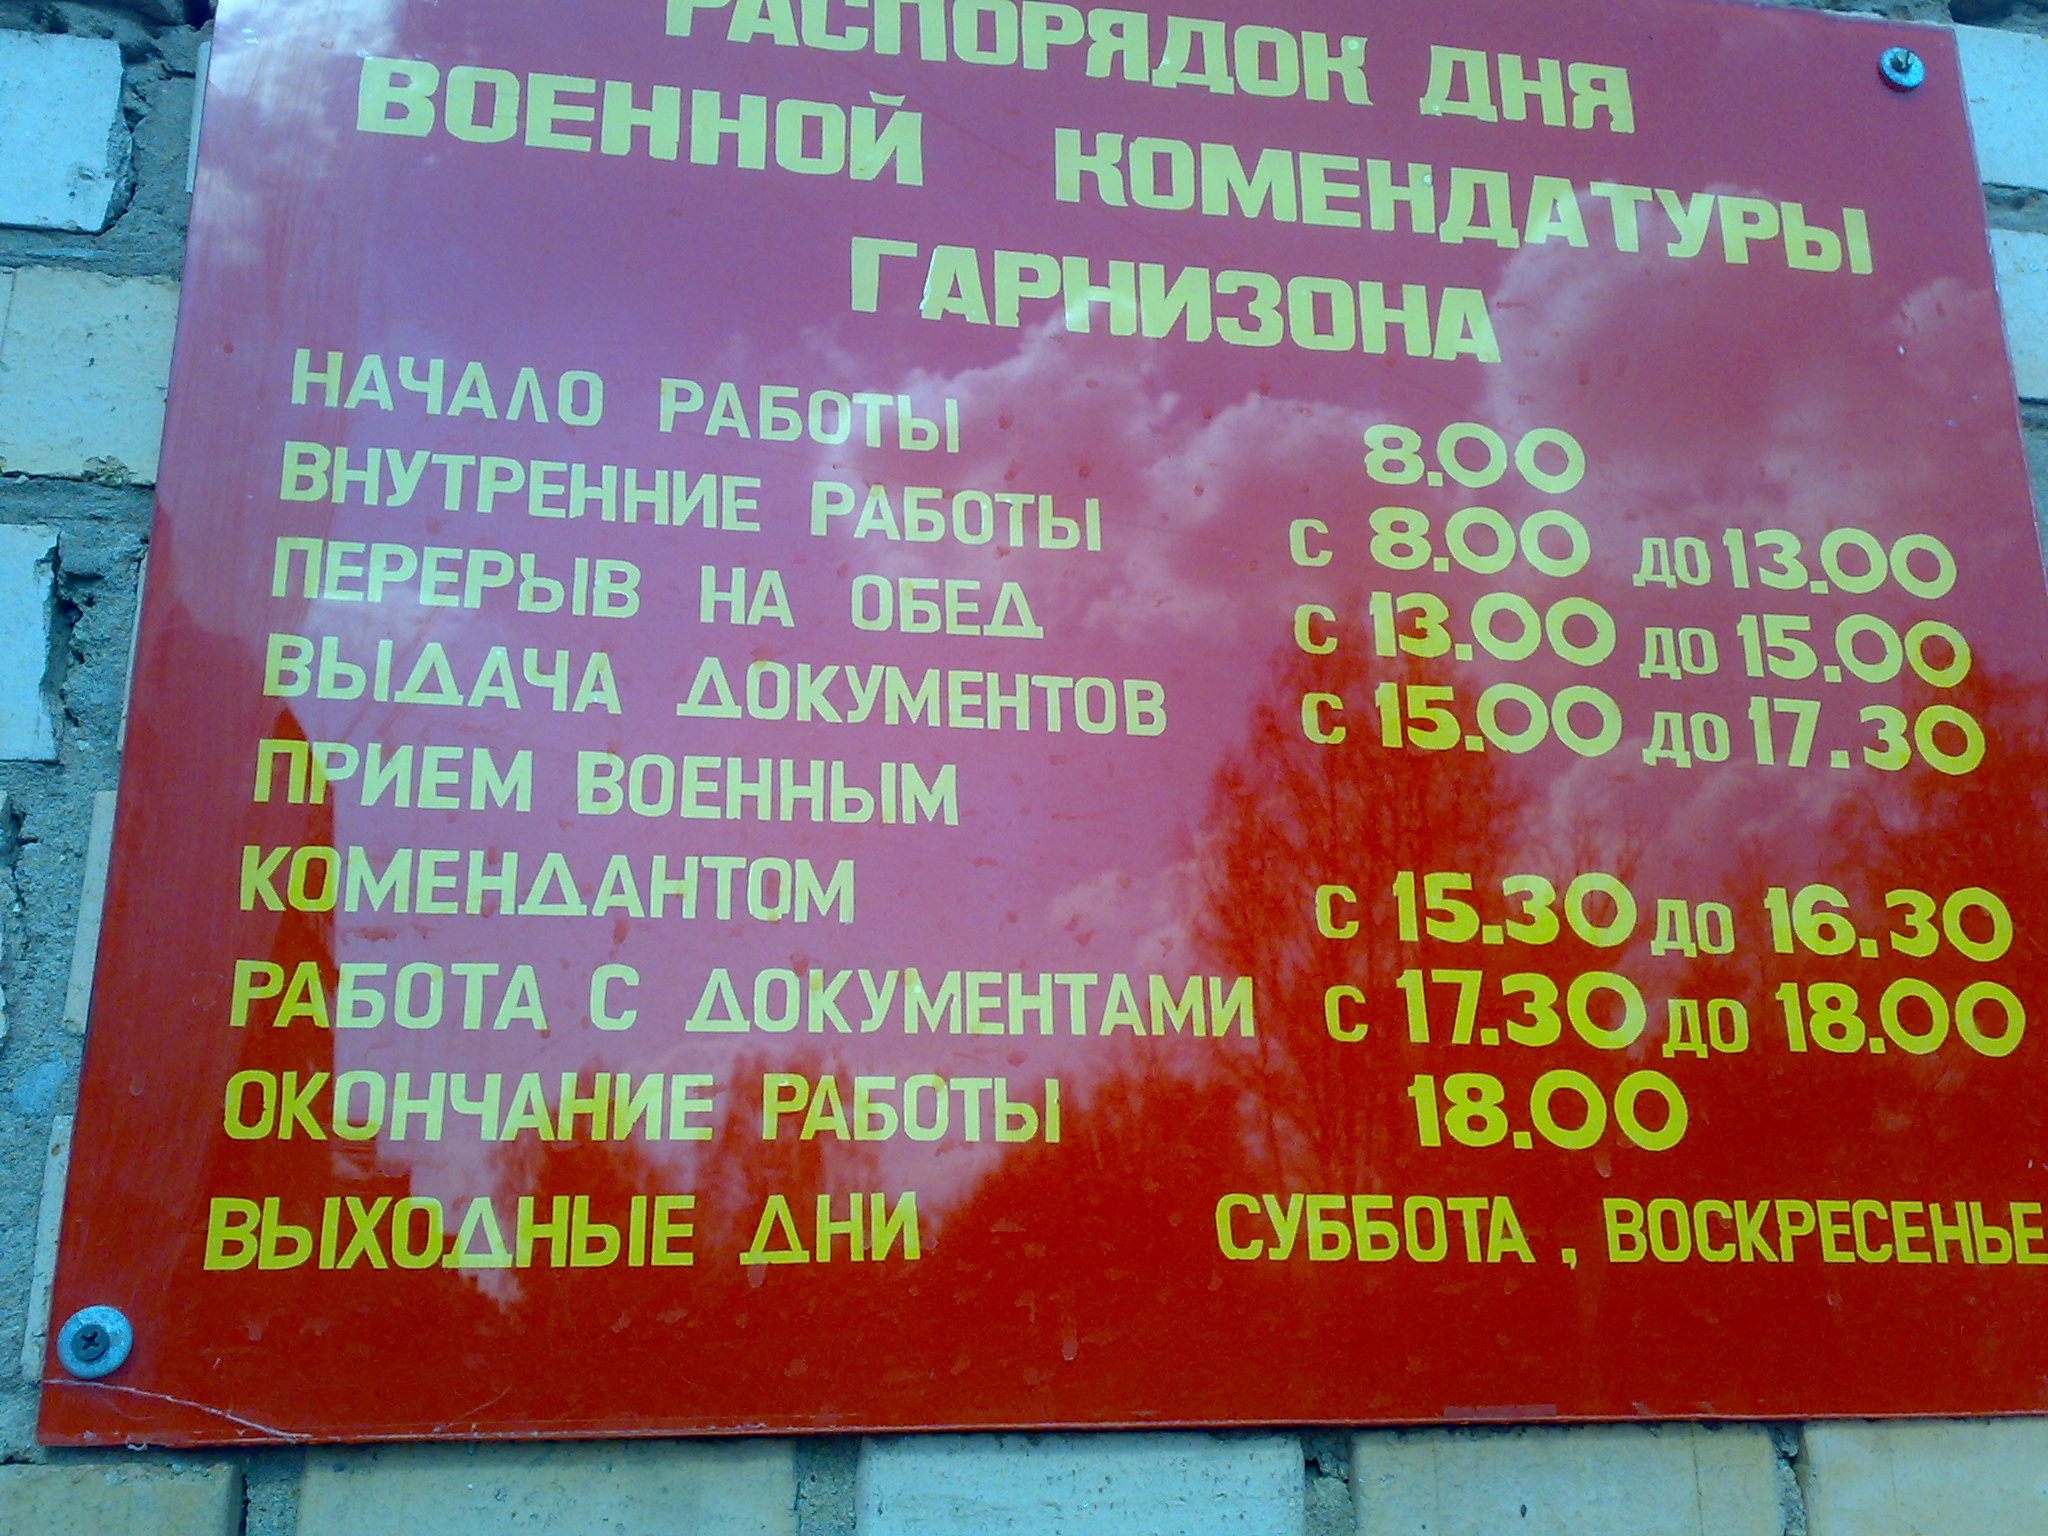 РАСПОРЯДОК ДНЯ
ВОЕННОЙ КОМЕНДАТУРЫ
ГАРНИЗОНА
НАЧАЛО РАБОТЫ 8.00
ВНУТРЕННИЕ РАБОТЫ С 8.00 ДО 13.00
ПЕРЕРЫВ НА ОБЕД С 13.00 ДО 15.00
ВЫДАЧА ДОКУМЕНТОВ С 15.00 ДО 17.30
ПРИЕМ ВОЕННЫМ
КОМЕНДАНТОМ С 15.30 ДО 16.30
РАБОТА С ДОКУМЕНТАМИ С 17.30 ДО 18.00
ОКОНЧАНИЕ РАБОТЫ 18.00
ВЫХОДНЫЕ ДНИ СУББОТА , ВОСКРЕСЕНЬЕ